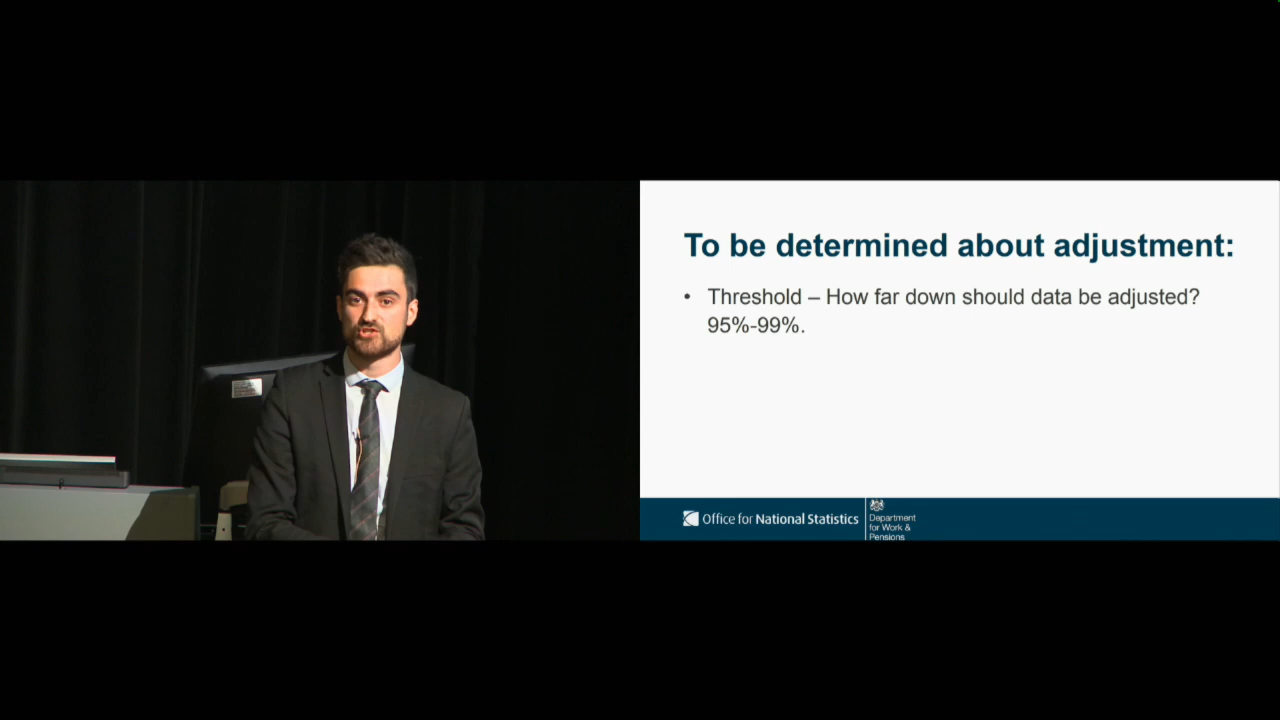 To be determined about adjustment:
• Threshold – How far down should data be adjusted?
95%-99%.
Office for National Statistics
Department
for Work &
Pensions